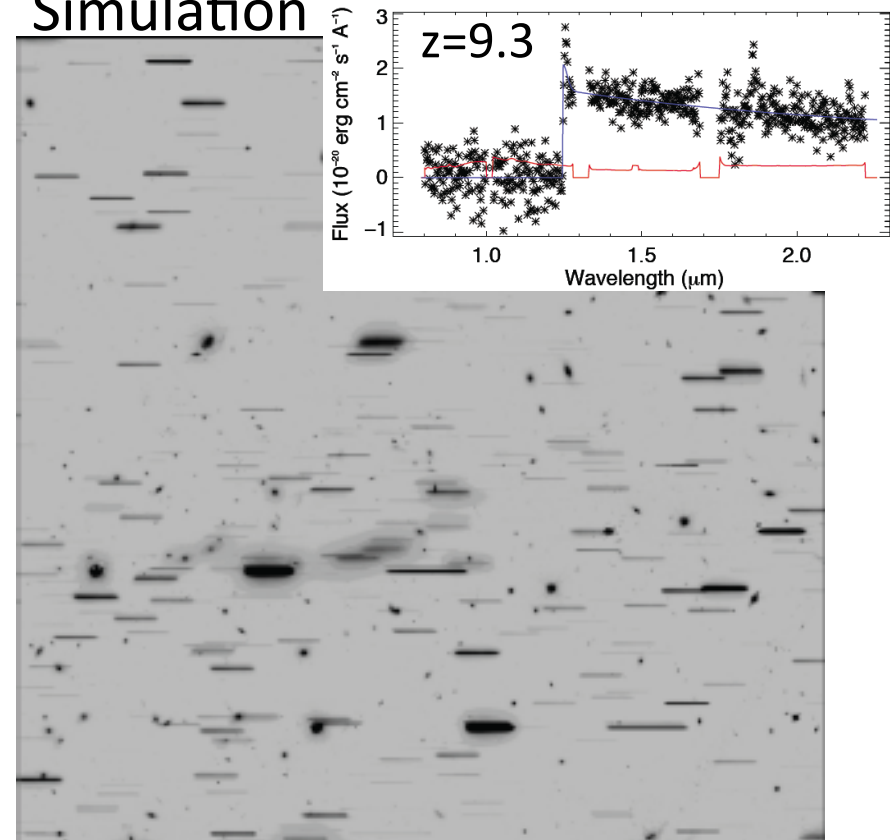 Simulation
z=9.3
Flux (10⁻²⁰ erg cm⁻² s⁻¹ A⁻¹)
3
2
1
0
−1
1.0 1.5 2.0
Wavelength (μm)